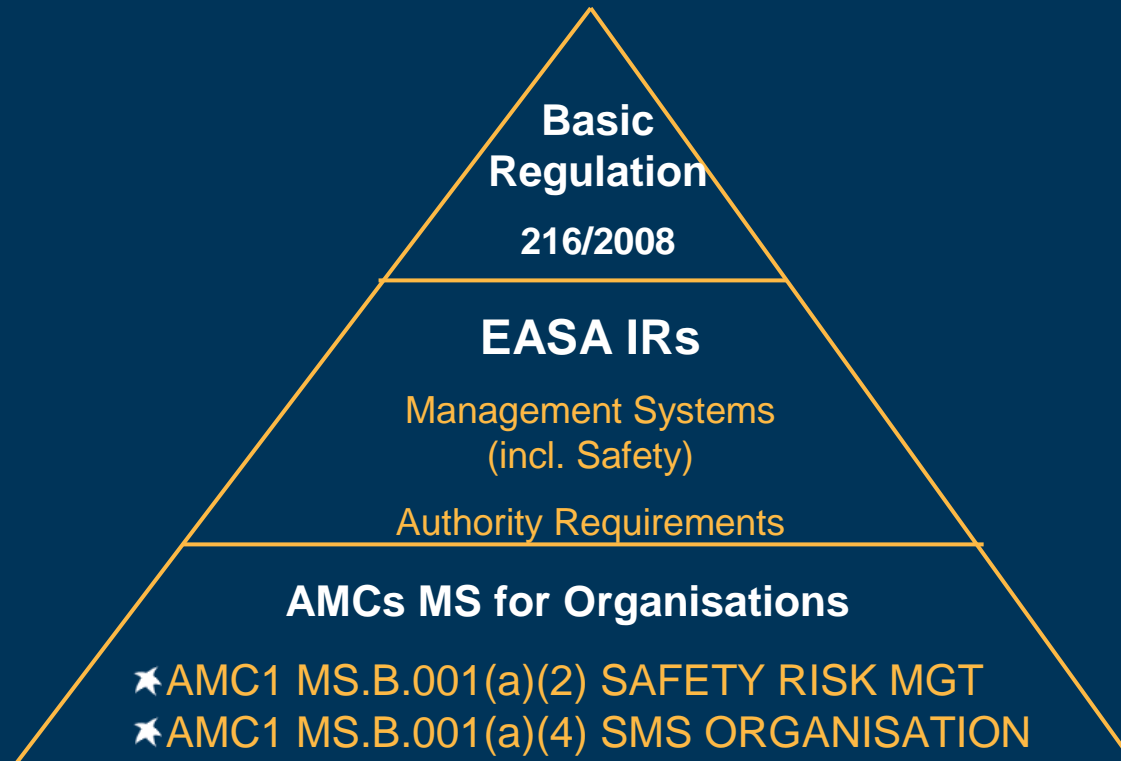 Basic
Regulation
216/2008
EASA IRs
Management Systems
(incl. Safety)
Authority Requirements
AMCs MS for Organisations
AMC1 MS.B.001(a)(2) SAFETY RISK MGT
AMC1 MS.B.001(a)(4) SMS ORGANISATION